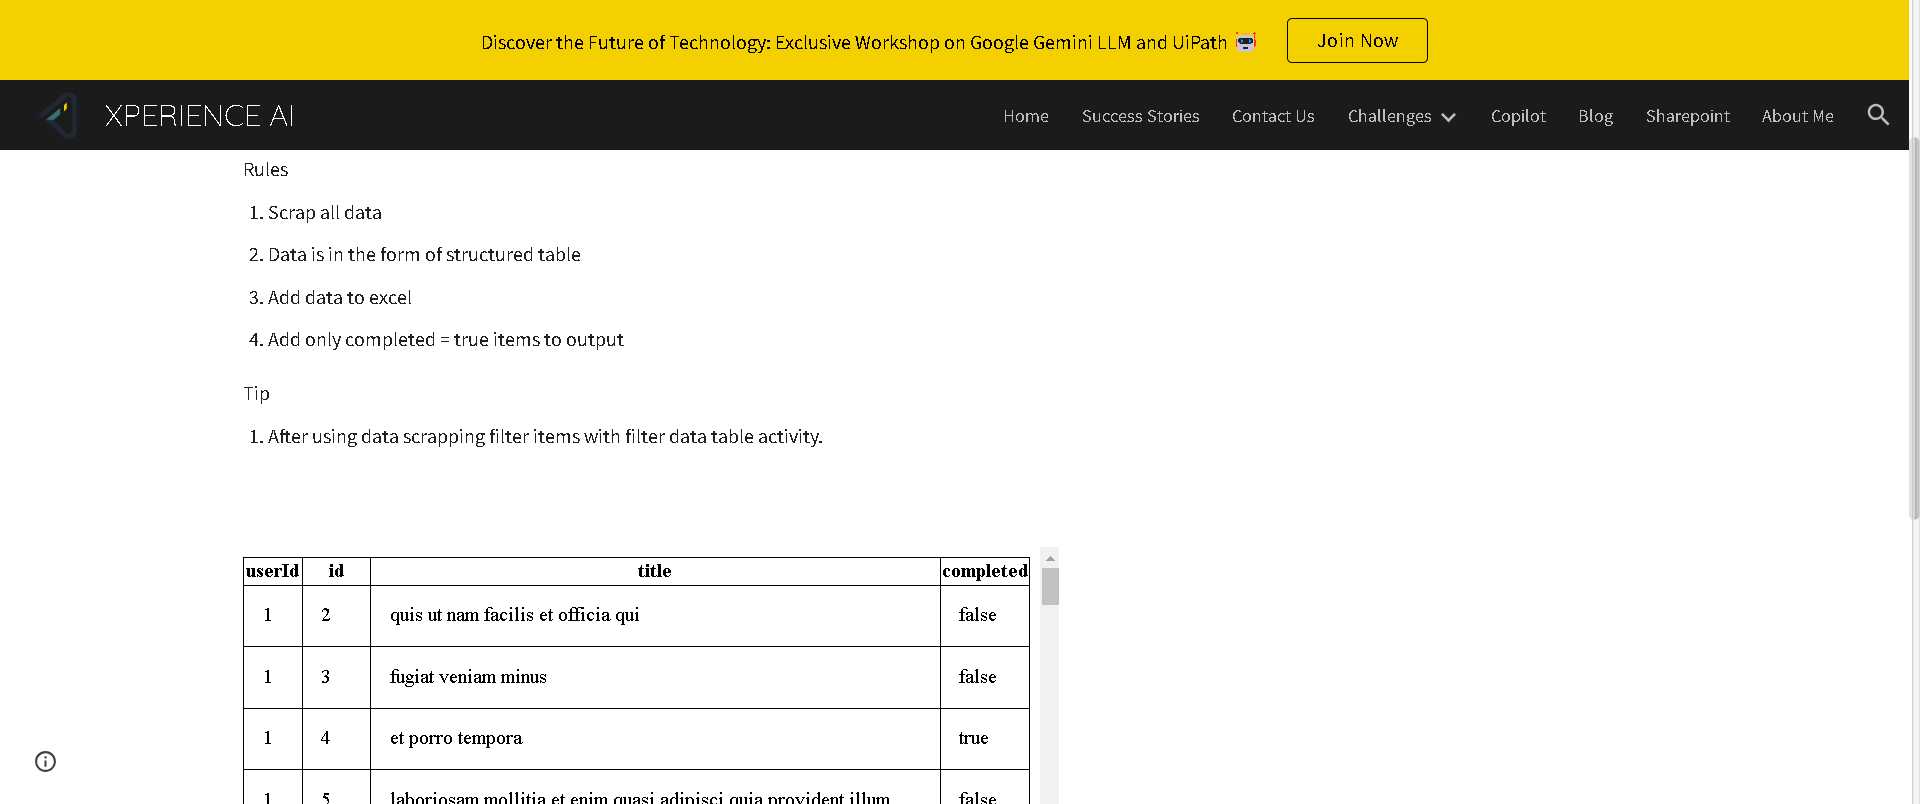 Discover the Future of Technology: Exclusive Workshop on Google Gemini LLM and UiPath
Join Now
XPERIENCE AI
Home Success Stories Contact Us Challenges Copilot Blog Sharepoint About Me
Rules
1. Scrap all data
2. Data is in the form of structured table
3. Add data to excel
4. Add only completed = true items to output
Tip
1. After using data scrapping filter items with filter data table activity.
userId id title completed
1 2 quis ut nam facilis et officia qui false
1 3 fugiat veniam minus false
1 4 et porro tempora true
1 5 laboriosam mollitia et enim quasi adipisci quia provident illum false